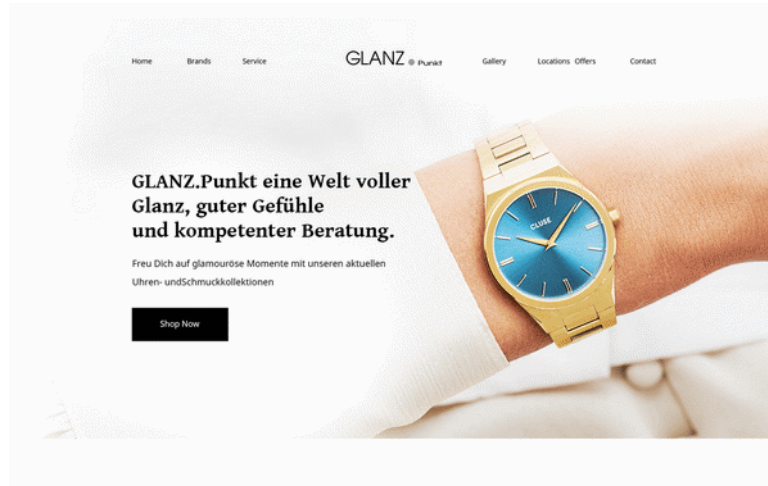 Home Brands Service GLANZ Punkt Gallery Locations Offers Contact
GLANZ.Punkt eine Welt voller
Glanz, guter Gefühle
und kompetenter Beratung.
Freu Dich auf glamouröse Momente mit unseren aktuellen
Uhren- undSchmuckkollektionen
Shop Now
CLUSE